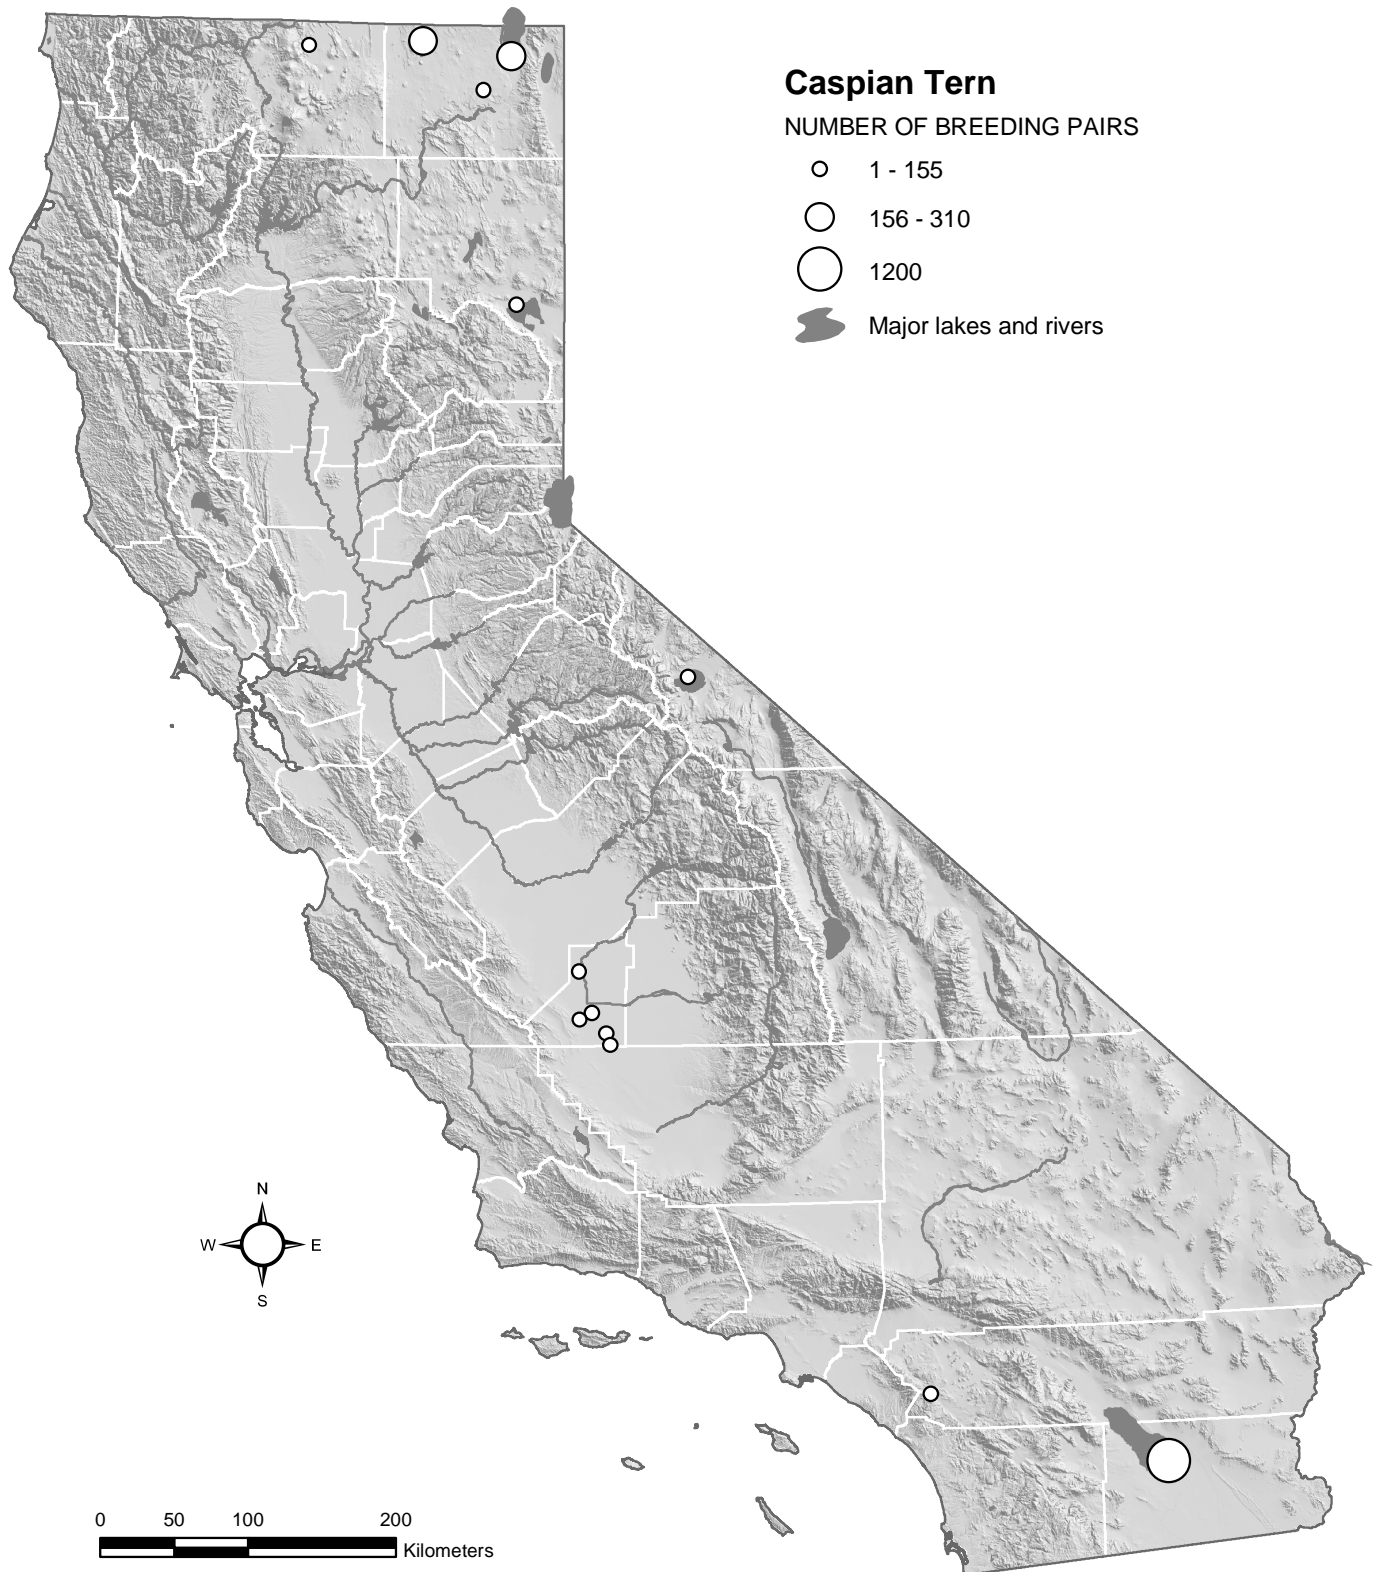 Caspian Tern
NUMBER OF BREEDING PAIRS
1 - 155
156 - 310
1200
Major lakes and rivers
N
W E
S
0 50 100 200
Kilometers